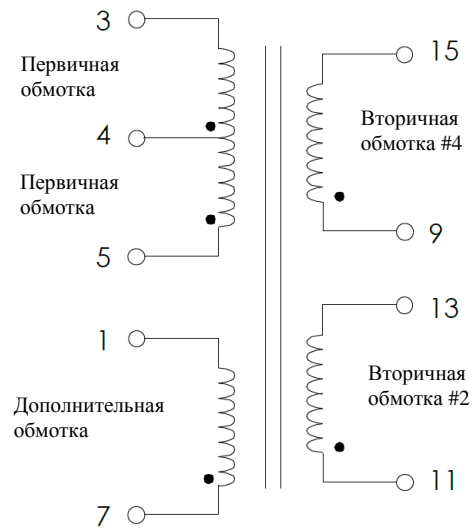 3
15
Первичная
обмотка
Вторичная
обмотка #4
4
Первичная
обмотка
9
5
13
1
Вторичная
обмотка #2
Дополнительная
обмотка
11
7